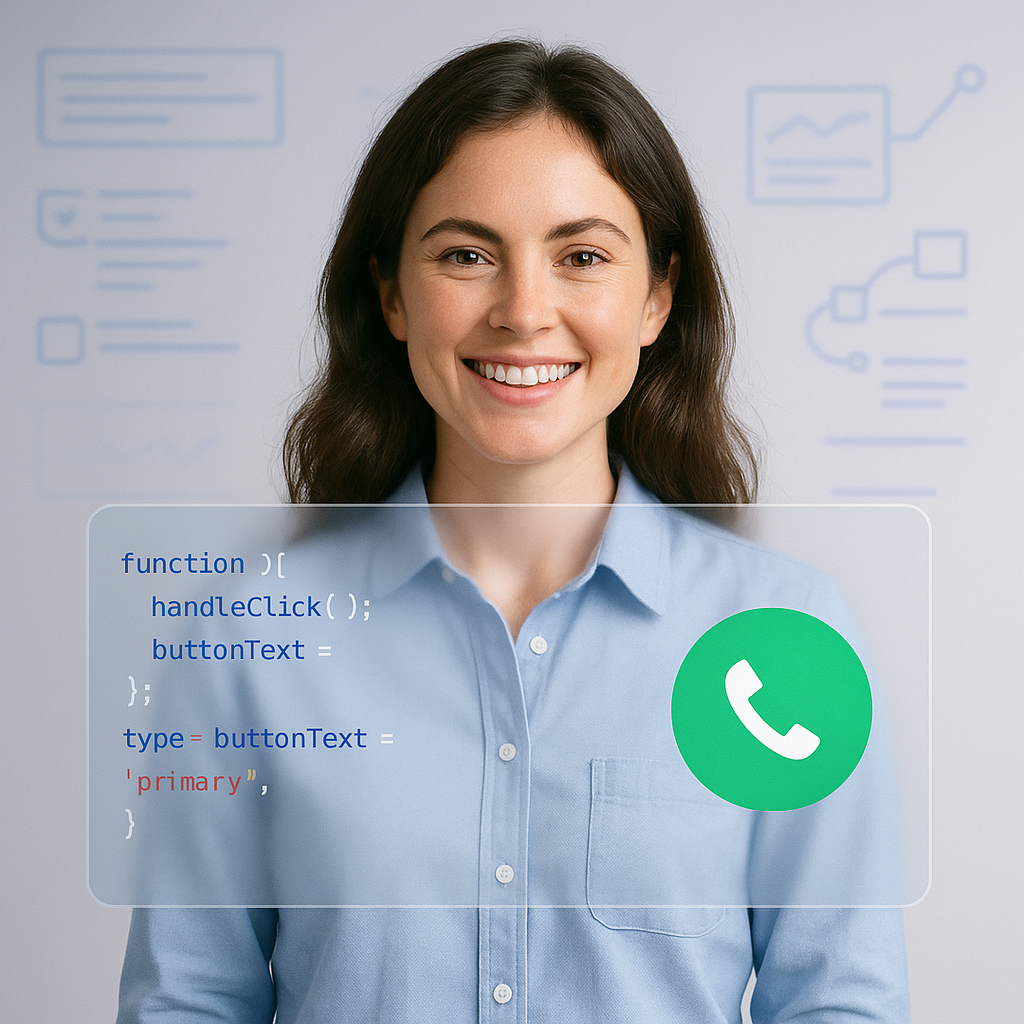 function )[
handleClick( );
buttonText =
};
type = buttonText =
'primary",
}